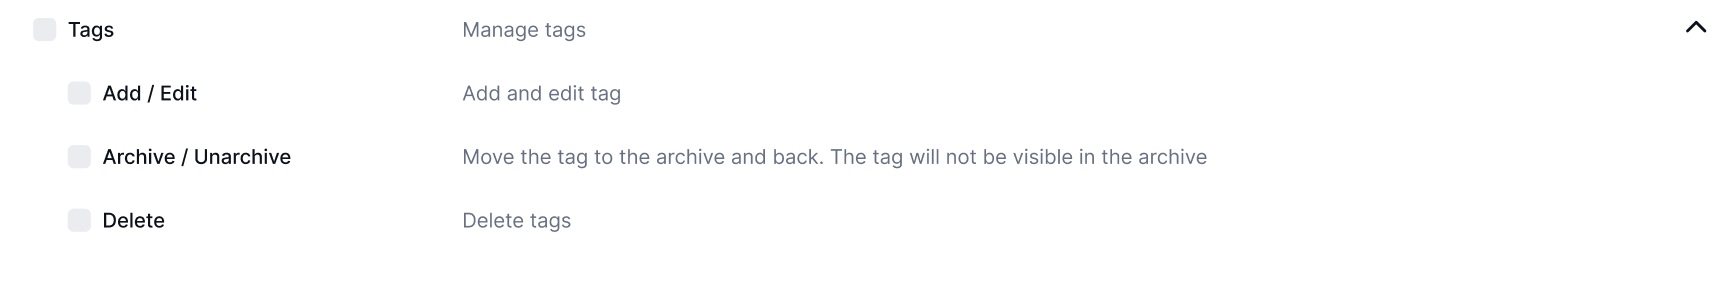 Tags Manage tags
Add / Edit Add and edit tag
Archive / Unarchive Move the tag to the archive and back. The tag will not be visible in the archive
Delete Delete tags